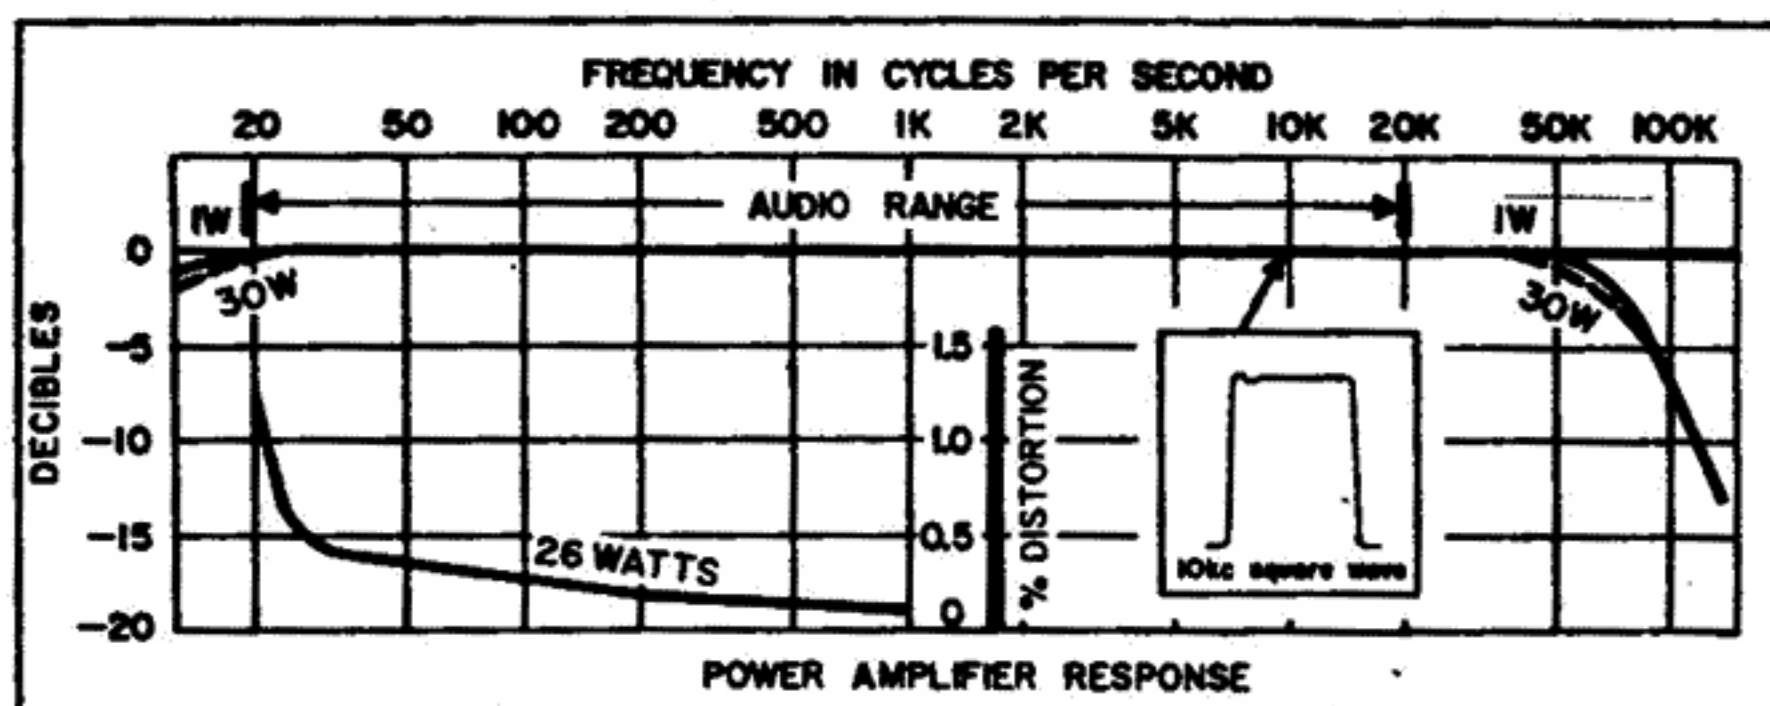 FREQUENCY IN CYCLES PER SECOND
20 50 100 200 500 1K 2K 5K 10K 20K 50K 100K
1W AUDIO RANGE 1W
0
30W 30W
-5 1.5
-10 1.0
-15 0.5
26 WATTS
-20 0
DECIBLES
% DISTORTION
10kc square wave
POWER AMPLIFIER RESPONSE